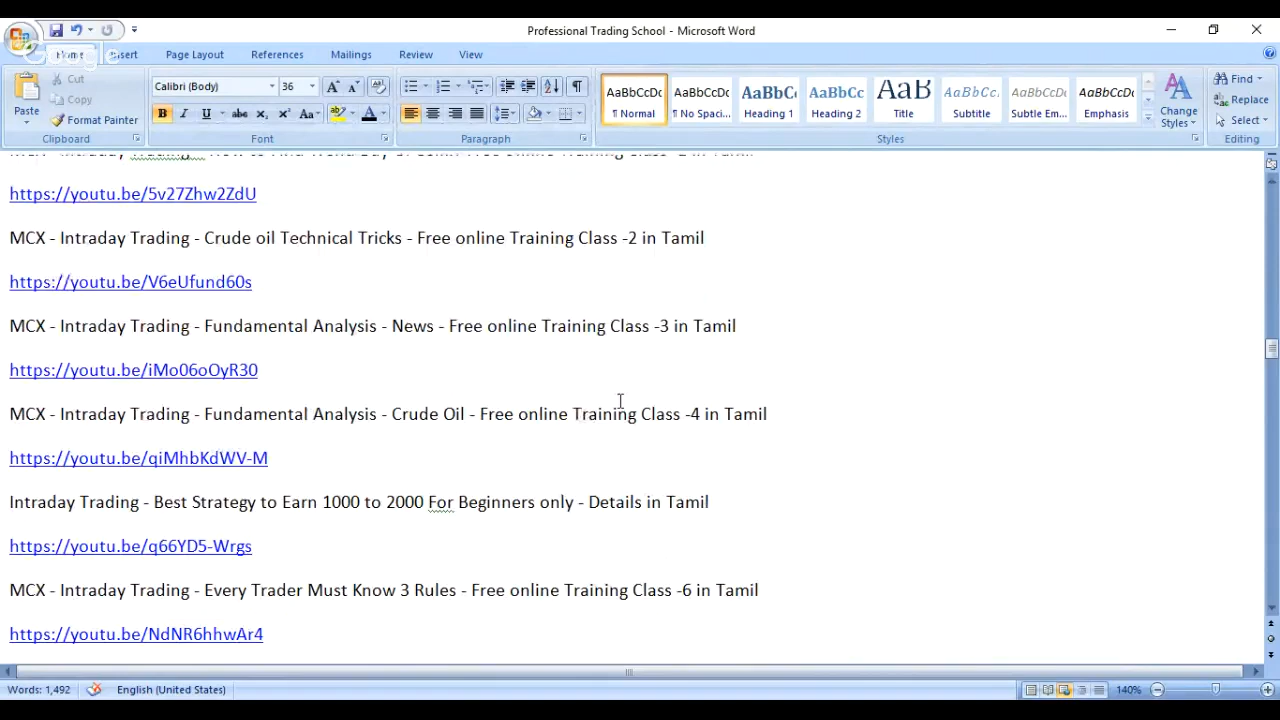 Professional Trading School - Microsoft Word
Home Insert Page Layout References Mailings Review View
Paste
Cut
Copy
Format Painter
Clipboard
Calibri (Body) 36
Font
Paragraph
AaBbCcDc AaBbCcDc AaBbCc AaBbCc AaB AaBbCc. AaBbCcDc AaBbCcDc
¶ Normal ¶ No Spaci... Heading 1 Heading 2 Title Subtitle Subtle Em... Emphasis
Change Styles
Styles
Find
Replace
Select
Editing
https://youtu.be/5v27Zhw2ZdU
MCX - Intraday Trading - Crude oil Technical Tricks - Free online Training Class -2 in Tamil
https://youtu.be/V6eUfund60s
MCX - Intraday Trading - Fundamental Analysis - News - Free online Training Class -3 in Tamil
https://youtu.be/iMo06oOyR30
MCX - Intraday Trading - Fundamental Analysis - Crude Oil - Free online Training Class -4 in Tamil
https://youtu.be/qiMhbKdWV-M
Intraday Trading - Best Strategy to Earn 1000 to 2000 For Beginners only - Details in Tamil
https://youtu.be/q66YD5-Wrgs
MCX - Intraday Trading - Every Trader Must Know 3 Rules - Free online Training Class -6 in Tamil
https://youtu.be/NdNR6hhwAr4
Words: 1,492 English (United States) 140%